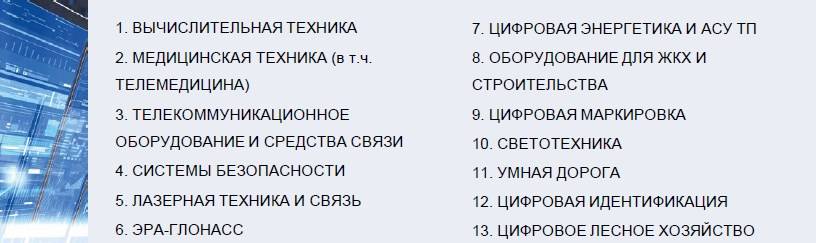 1. ВЫЧИСЛИТЕЛЬНАЯ ТЕХНИКА
2. МЕДИЦИНСКАЯ ТЕХНИКА (в т.ч.
ТЕЛЕМЕДИЦИНА)
3. ТЕЛЕКОММУНИКАЦИОННОЕ
ОБОРУДОВАНИЕ И СРЕДСТВА СВЯЗИ
4. СИСТЕМЫ БЕЗОПАСНОСТИ
5. ЛАЗЕРНАЯ ТЕХНИКА И СВЯЗЬ
6. ЭРА-ГЛОНАСС
7. ЦИФРОВАЯ ЭНЕРГЕТИКА И АСУ ТП
8. ОБОРУДОВАНИЕ ДЛЯ ЖКХ И
СТРОИТЕЛЬСТВА
9. ЦИФРОВАЯ МАРКИРОВКА
10. СВЕТОТЕХНИКА
11. УМНАЯ ДОРОГА
12. ЦИФРОВАЯ ИДЕНТИФИКАЦИЯ
13. ЦИФРОВОЕ ЛЕСНОЕ ХОЗЯЙСТВО